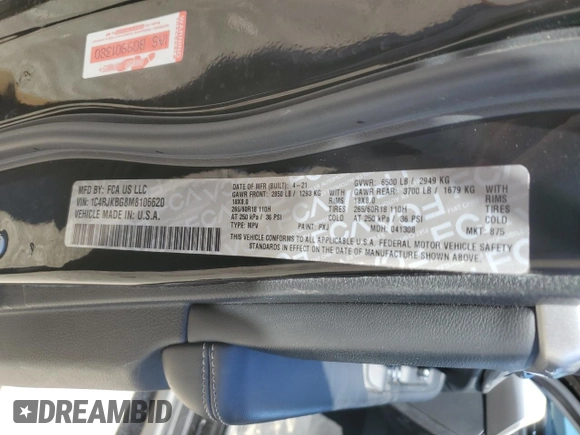 VS 809901380
MFD BY: FCA US LLC
VIN: 1C4RJKBG8M8106620
VEHICLE MADE IN: U.S.A.
DATE OF MFR (BUILT) 4-21
GAWR FRONT: 2850 LB / 1293 KG
18X8.0 RIMS
265/60R18 110H TIRES
AT 250 kPa / 36 PSI COLD
TYPE: MPV PAINT: PXJ
GVWR: 6500 LB / 2949 KG
GAWR REAR: 3700 LB / 1679 KG
WITH 18X8.0
RIMS 265/60R18 110H
TIRES AT 250 kPa / 36 PSI
COLD
MDH: 041308 MKT: 875
THIS VEHICLE CONFORMS TO ALL APPLICABLE U.S.A. FEDERAL MOTOR VEHICLE SAFETY
STANDARDS IN EFFECT ON THE DATE OF MANUFACTURE SHOWN ABOVE.
DREAMBID